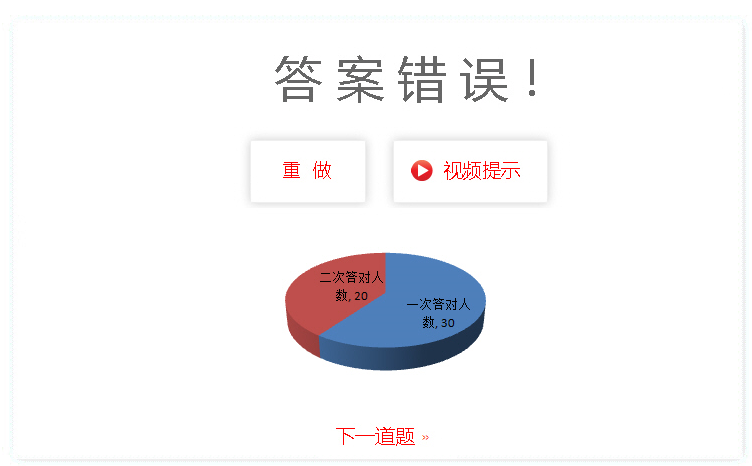 答案错误!
重 做
视频提示
二次答对人
数, 20
一次答对人
数, 30
下一道题 »